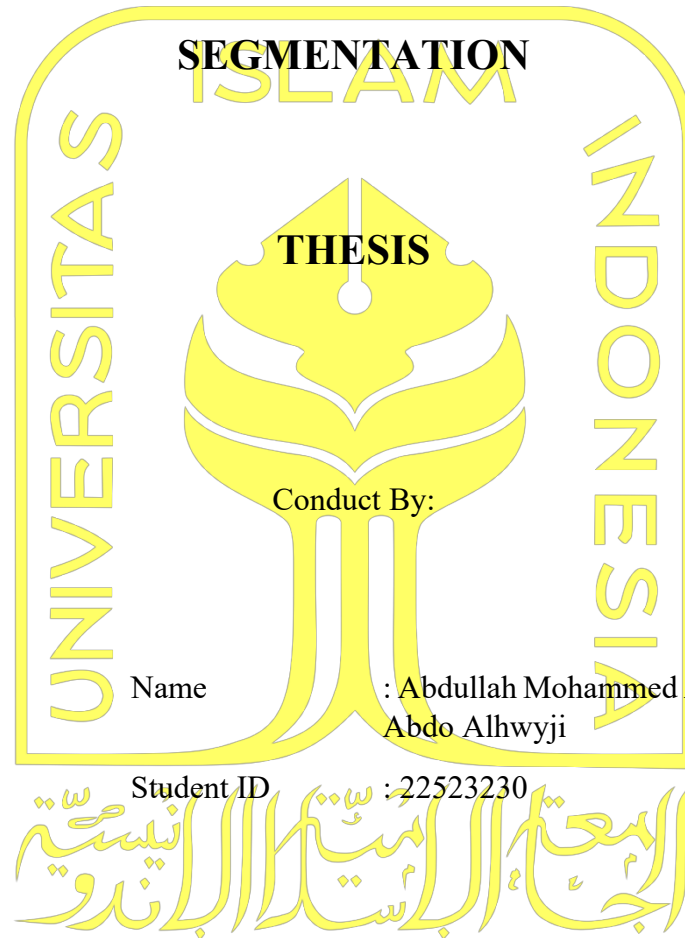 SEGMENTATION
ISLAM
UNIVERSITAS
INDONESIA
THESIS
Conduct By:
Name : Abdullah Mohammed
Abdo Alhwyji
Student ID : 22523230
الجامعة الإسلامية الإندونيسية